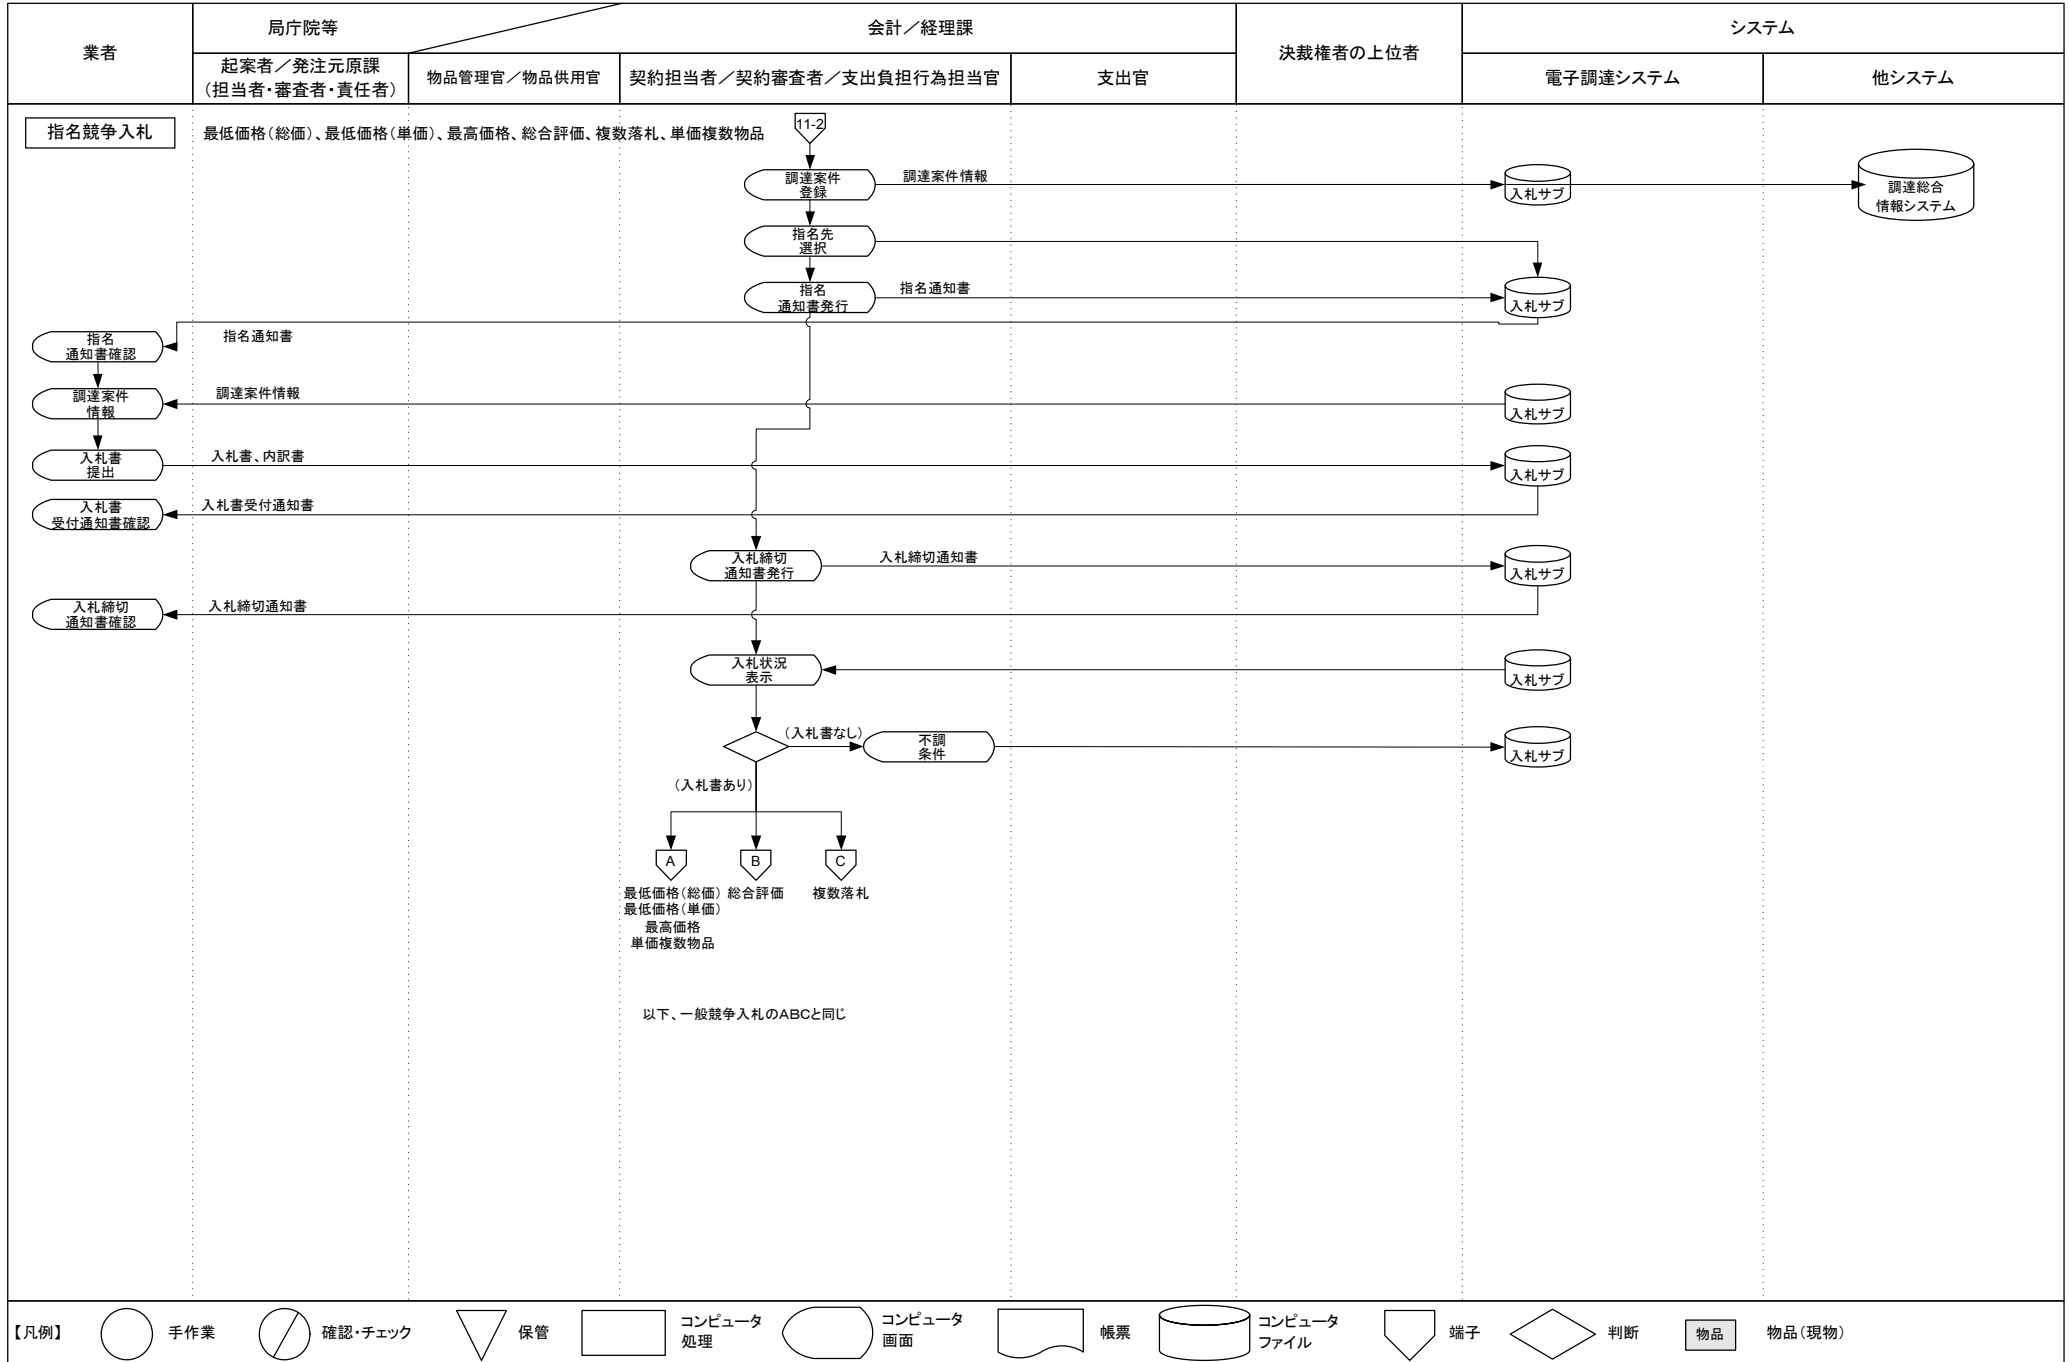 業者
局庁院等
会計／経理課
決裁権者の上位者
システム
起案者／発注元原課
（担当者・審査者・責任者）
物品管理官／物品供用官
契約担当者／契約審査者／支出負担行為担当官
支出官
電子調達システム
他システム
指名競争入札
最低価格（総価）、最低価格（単価）、最高価格、総合評価、複数落札、単価複数物品
11-2
調達案件
登録
調達案件情報
入札サブ
調達総合
情報システム
指名先
選択
指名
通知書発行
指名通知書
入札サブ
指名
通知書確認
指名通知書
調達案件
情報
調達案件情報
入札サブ
入札書
提出
入札書、内訳書
入札サブ
入札書
受付通知書確認
入札書受付通知書
入札締切
通知書発行
入札締切通知書
入札サブ
入札締切
通知書確認
入札締切通知書
入札状況
表示
入札サブ
（入札書なし）
不調
条件
入札サブ
（入札書あり）
A
B
C
最低価格（総価）
最低価格（単価）
最高価格
単価複数物品
総合評価
複数落札
以下、一般競争入札のABCと同じ
【凡例】
手作業
確認・チェック
保管
コンピュータ
処理
コンピュータ
画面
帳票
コンピュータ
ファイル
端子
判断
物品
物品（現物）